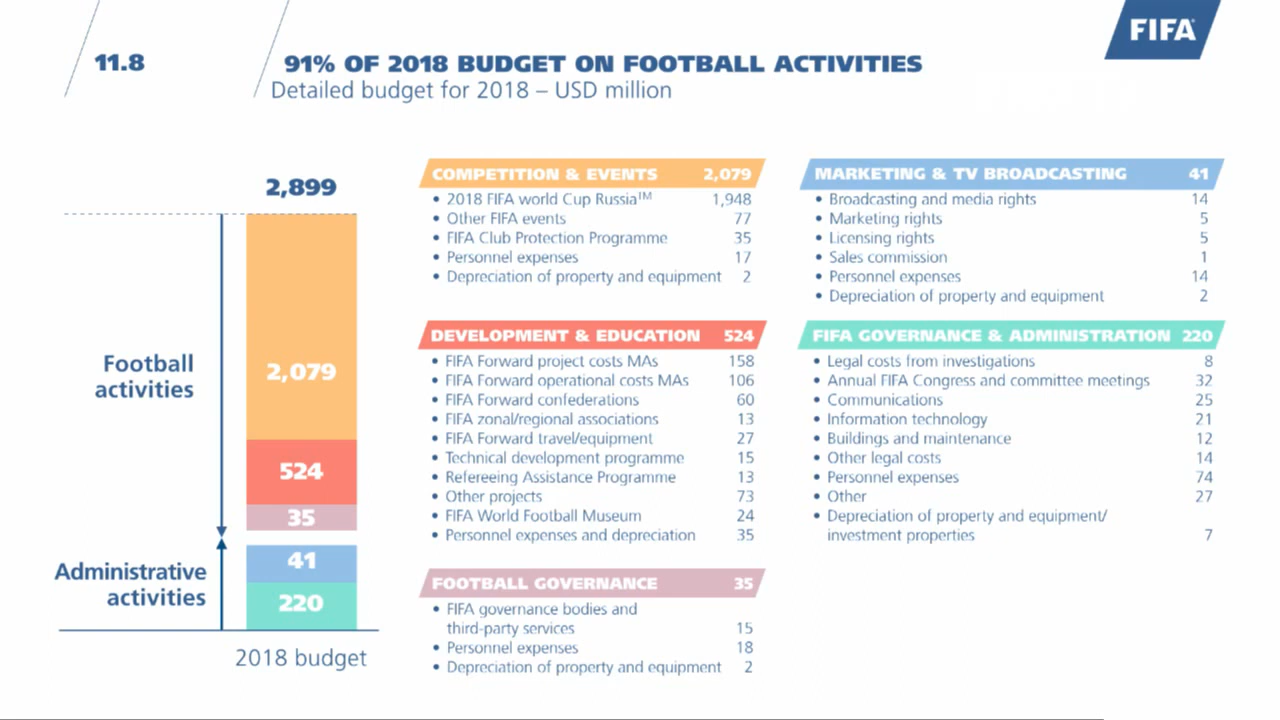 11.8
91% OF 2018 BUDGET ON FOOTBALL ACTIVITIES
Detailed budget for 2018 – USD million
FIFA®
2,899
Football
activities
2,079
524
35
Administrative
activities
41
220
2018 budget
COMPETITION & EVENTS 2,079
• 2018 FIFA world Cup Russia™ 1,948
• Other FIFA events 77
• FIFA Club Protection Programme 35
• Personnel expenses 17
• Depreciation of property and equipment 2
DEVELOPMENT & EDUCATION 524
• FIFA Forward project costs MAs 158
• FIFA Forward operational costs MAs 106
• FIFA Forward confederations 60
• FIFA zonal/regional associations 13
• FIFA Forward travel/equipment 27
• Technical development programme 15
• Refereeing Assistance Programme 13
• Other projects 73
• FIFA World Football Museum 24
• Personnel expenses and depreciation 35
FOOTBALL GOVERNANCE 35
• FIFA governance bodies and
third-party services 15
• Personnel expenses 18
• Depreciation of property and equipment 2
MARKETING & TV BROADCASTING 41
• Broadcasting and media rights 14
• Marketing rights 5
• Licensing rights 5
• Sales commission 1
• Personnel expenses 14
• Depreciation of property and equipment 2
FIFA GOVERNANCE & ADMINISTRATION 220
• Legal costs from investigations 8
• Annual FIFA Congress and committee meetings 32
• Communications 25
• Information technology 21
• Buildings and maintenance 12
• Other legal costs 14
• Personnel expenses 74
• Other 27
• Depreciation of property and equipment/
investment properties 7